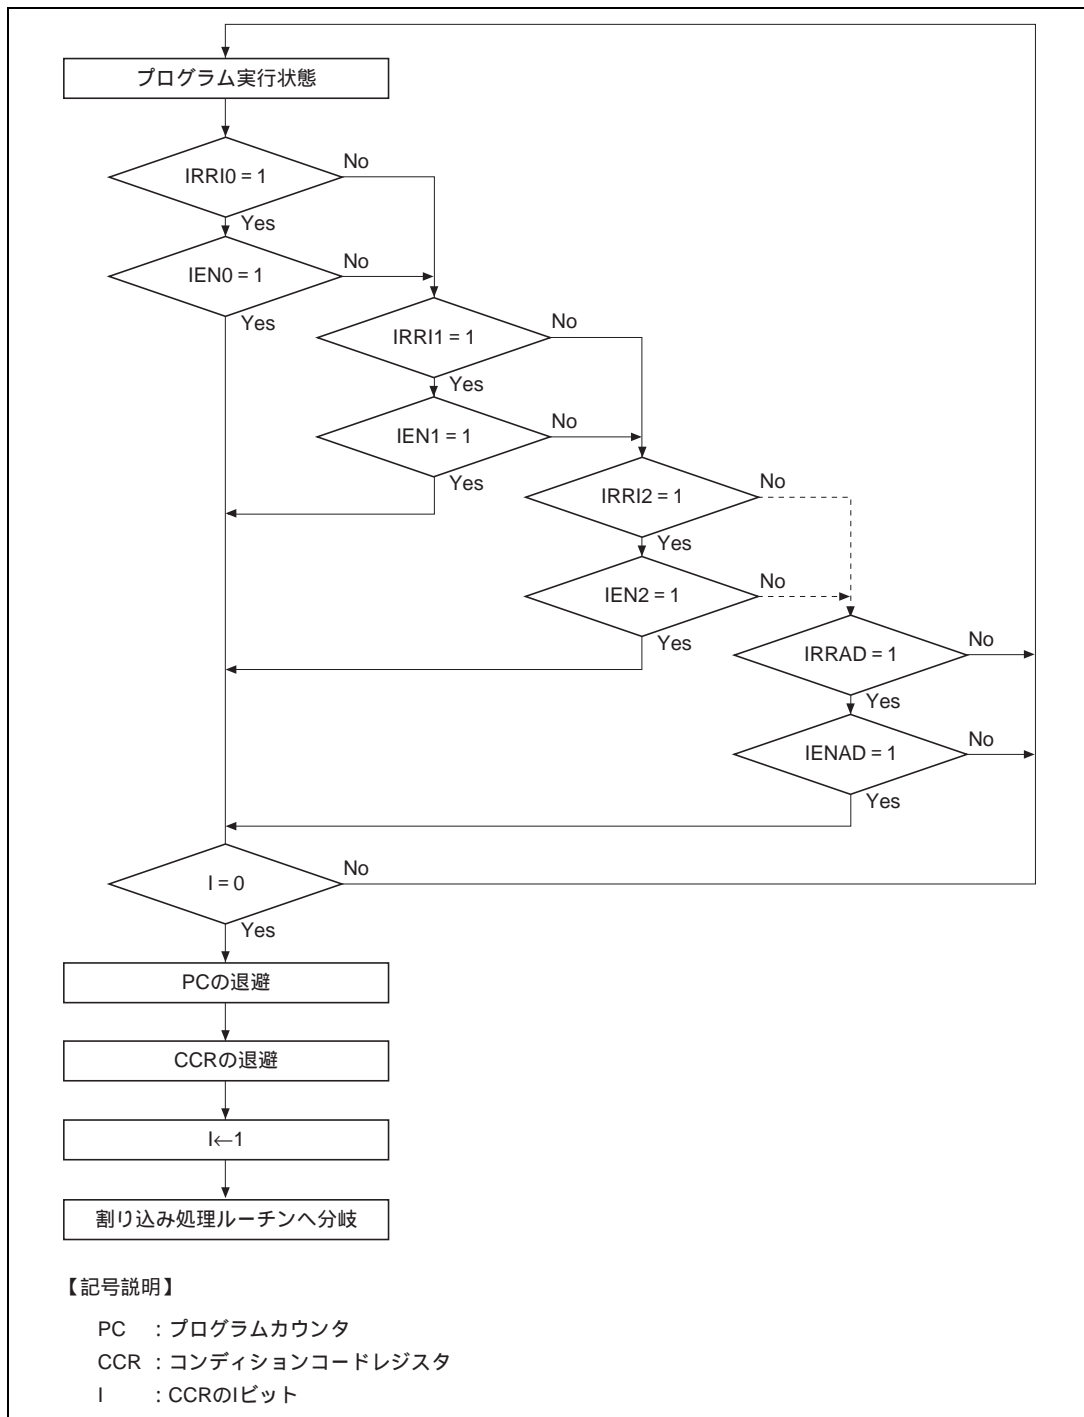 プログラム実行状態
IRRI0 = 1
No
Yes
IEN0 = 1
No
Yes
IRRI1 = 1
No
Yes
IEN1 = 1
No
Yes
IRRI2 = 1
No
Yes
IEN2 = 1
No
Yes
IRRAD = 1
No
Yes
IENAD = 1
No
Yes
I = 0
No
Yes
PCの退避
CCRの退避
I←1
割り込み処理ルーチンへ分岐
【記号説明】
PC : プログラムカウンタ
CCR : コンディションコードレジスタ
I : CCRのIビット